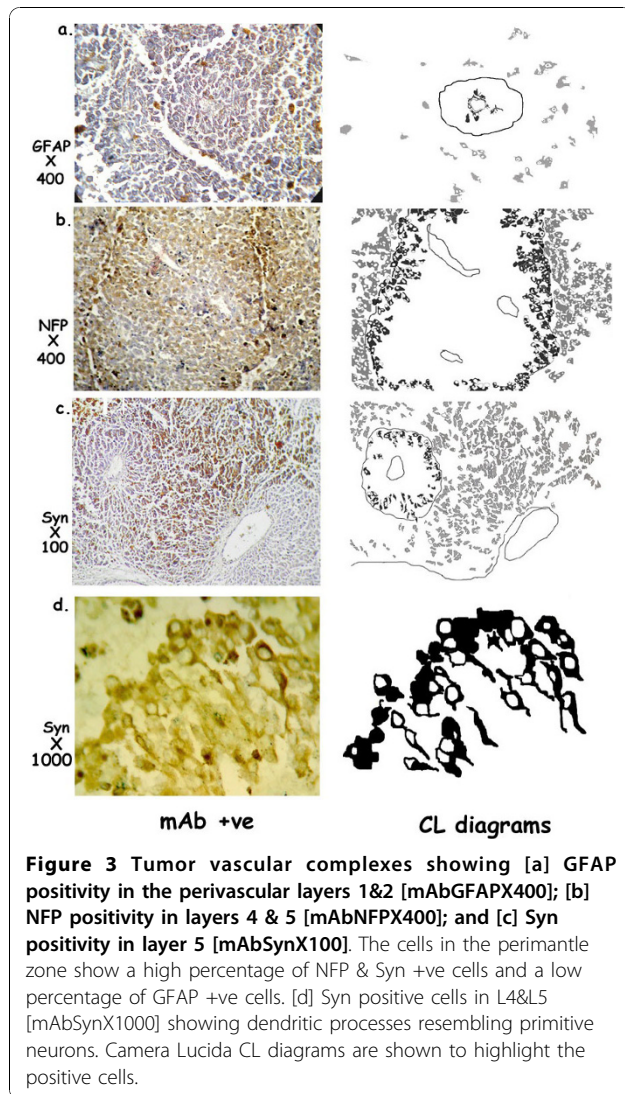 a.
GFAP
X
400
b.
NFP
X
400
c.
Syn
X
100
d.
Syn
X
1000
mAb +ve CL diagrams
Figure 3 Tumor vascular complexes showing [a] GFAP
positivity in the perivascular layers 1&2 [mAbGFAPX400]; [b]
NFP positivity in layers 4 & 5 [mAbNFPX400]; and [c] Syn
positivity in layer 5 [mAbSynX100]. The cells in the perimantle
zone show a high percentage of NFP & Syn +ve cells and a low
percentage of GFAP +ve cells. [d] Syn positive cells in L4&L5
[mAbSynX1000] showing dendritic processes resembling primitive
neurons. Camera Lucida CL diagrams are shown to highlight the
positive cells.